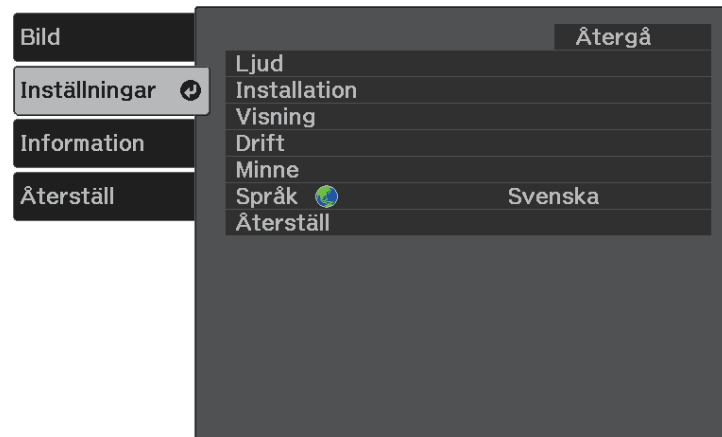 Bild
Inställningar
Information
Återställ
Återgå
Ljud
Installation
Visning
Drift
Minne
Språk Svenska
Återställ